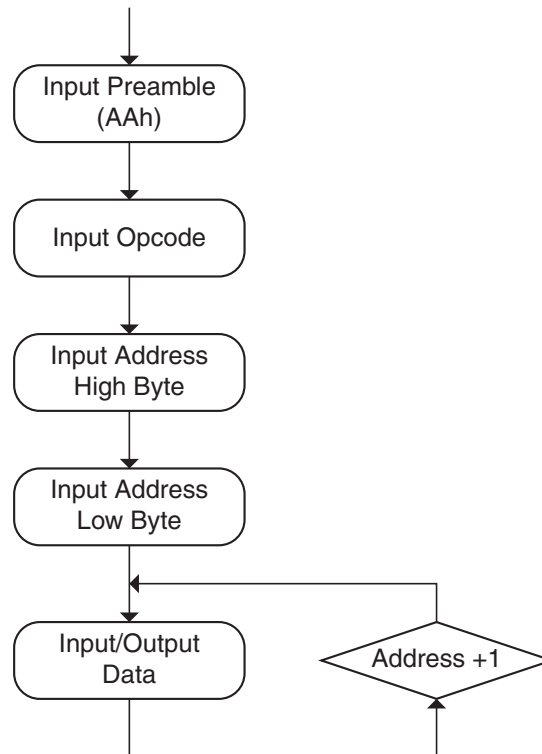 Input Preamble
(AAh)
Input Opcode
Input Address
High Byte
Input Address
Low Byte
Input/Output
Data
Address +1